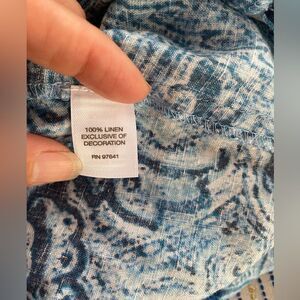 100% LINEN
EXCLUSIVE OF
DECORATION
RN 97641